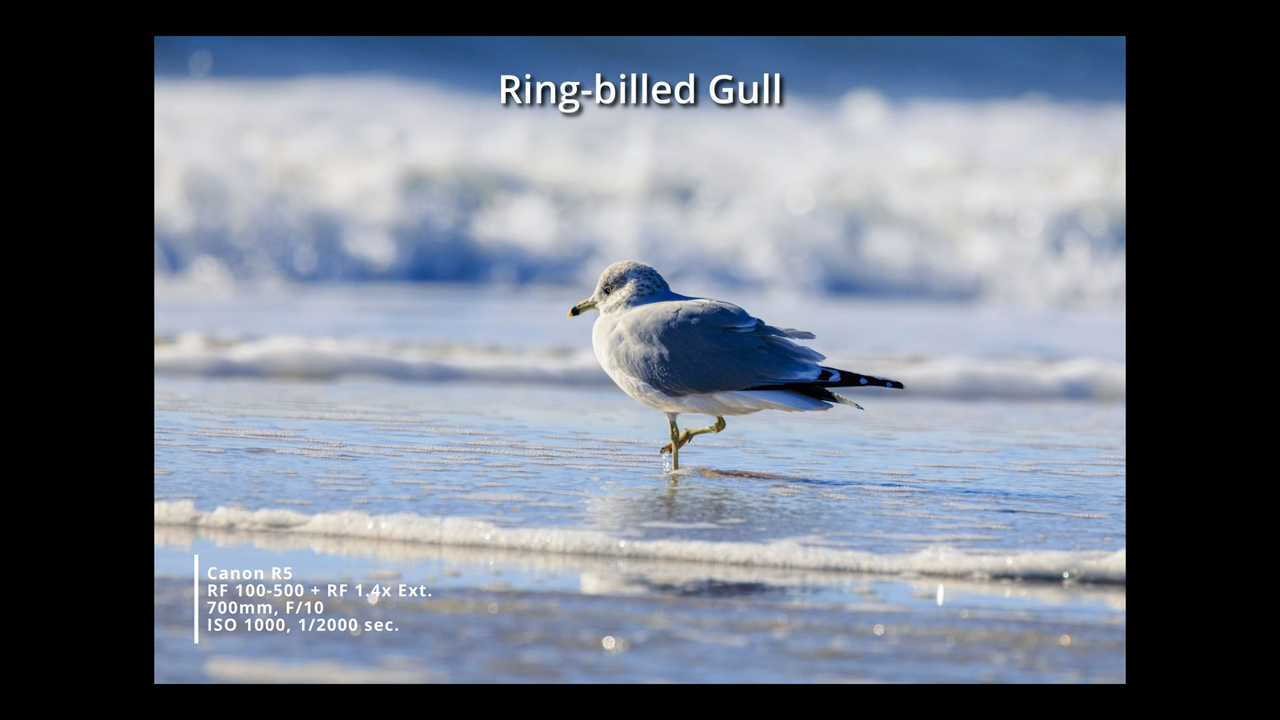 Ring-billed Gull
Canon R5
RF 100-500 + RF 1.4x Ext.
700mm, F/10
ISO 1000, 1/2000 sec.